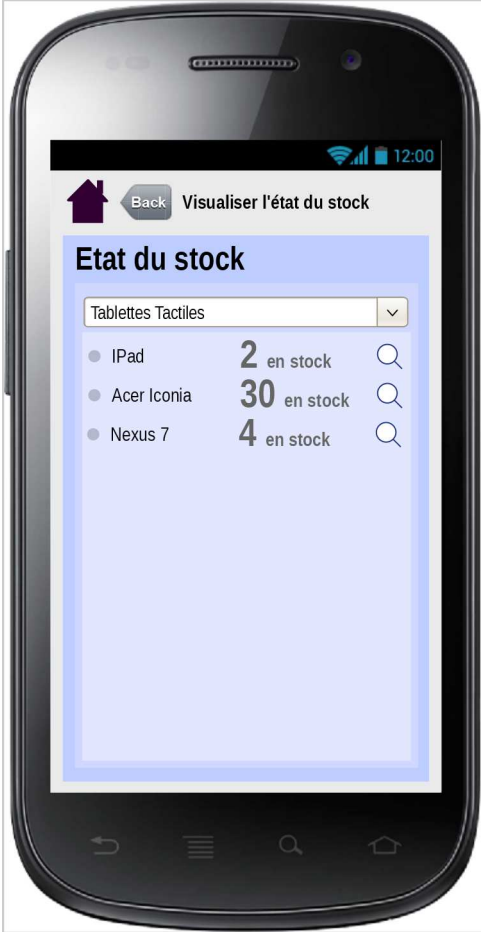 12:00
Back Visualiser l'état du stock
Etat du stock
Tablettes Tactiles
IPad 2 en stock
Acer Iconia 30 en stock
Nexus 7 4 en stock